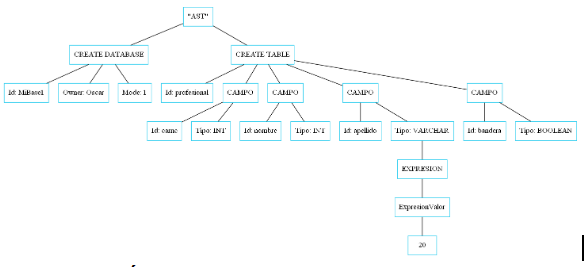 "AST"
CREATE DATABASE CREATE TABLE
Id: MiBase1 Owner: Oscar Mode: 1 Id: profesional CAMPO CAMPO CAMPO CAMPO
Id: carne Tipo: INT Id: nombre Tipo: INT Id: apellido Tipo: VARCHAR Id: bandera Tipo: BOOLEAN
EXPRESION
ExpresionValor
20